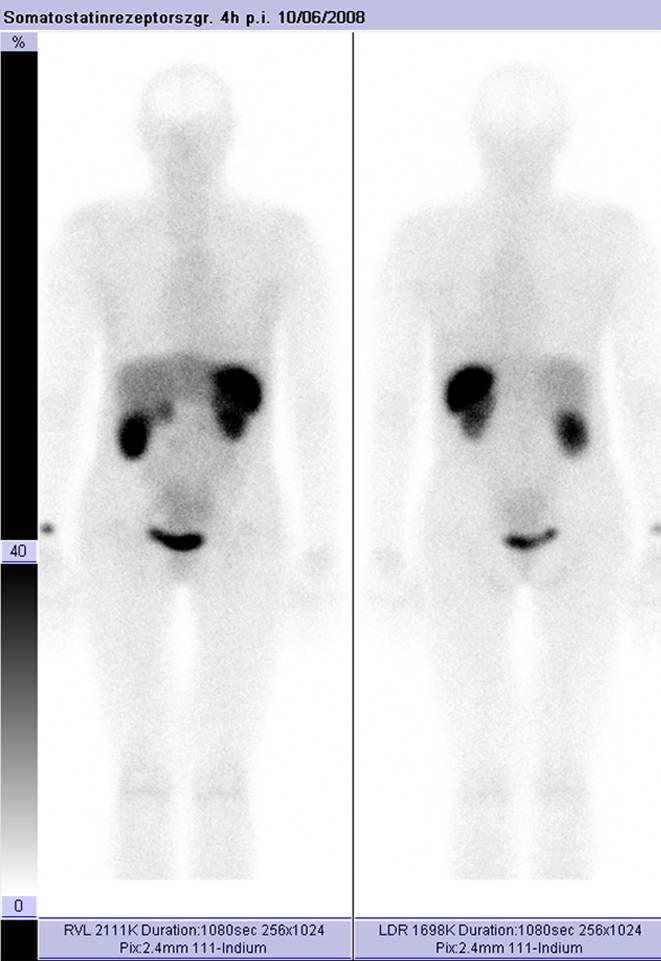 Somatostatinrezeptorszgr. 4h p.i. 10/06/2008
%
40
0
RVL 2111K Duration:1080sec 256x1024
Pix:2.4mm 111-Indium
LDR 1698K Duration:1080sec 256x1024
Pix:2.4mm 111-Indium